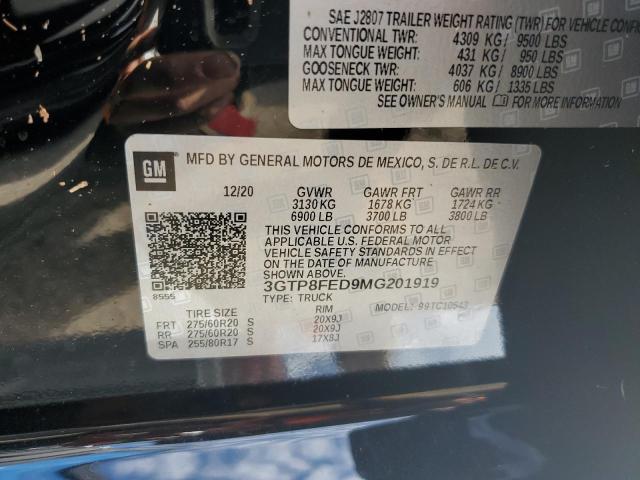 SAE J2807 TRAILER WEIGHT RATING (TWR) FOR VEHICLE
CONVENTIONAL TWR: 4309 KG / 9500 LBS
MAX TONGUE WEIGHT: 431 KG / 950 LBS
GOOSENECK TWR: 4037 KG / 8900 LBS
MAX TONGUE WEIGHT: 606 KG / 1335 LBS
SEE OWNER'S MANUAL FOR MORE INFORMATION
GM MFD BY GENERAL MOTORS DE MEXICO, S. DE R.L. DE C.V.
12/20 GVWR GAWR FRT GAWR RR
3130 KG 1678 KG 1724 KG
6900 LB 3700 LB 3800 LB
THIS VEHICLE CONFORMS TO ALL
APPLICABLE U.S. FEDERAL MOTOR
VEHICLE SAFETY STANDARDS
IN EFFECT ON THE
DATE OF MANUFACTURE SHOWN ABOVE.
3GTP8FED9MG201919
8555 TYPE: TRUCK MODEL: 99TC10543
TIRE SIZE RIM
FRT 275/60R20 S 20X9J
RR 275/60R20 S 20X9J
SPA 255/80R17 S 17X8J